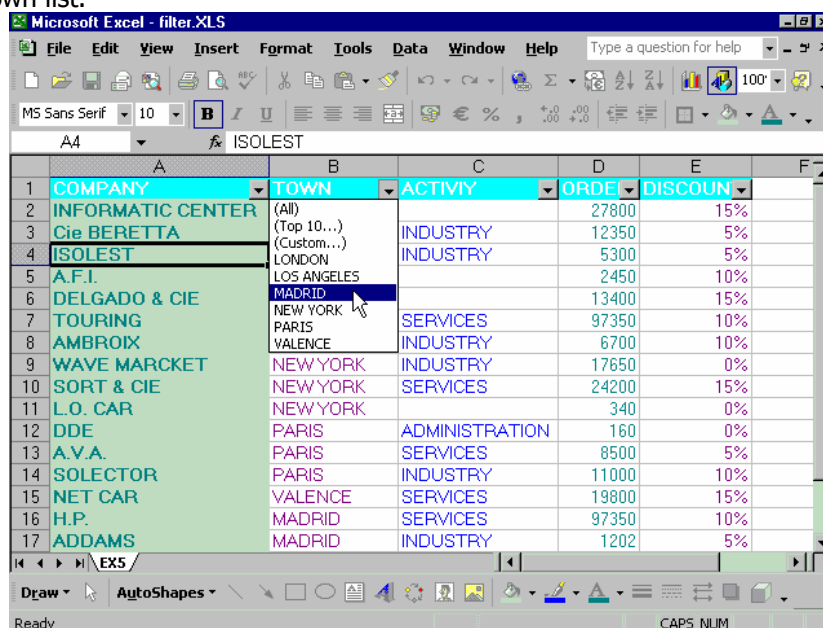 own list.
Microsoft Excel - filter.XLS
File Edit View Insert Format Tools Data Window Help Type a question for help
100
MS Sans Serif 10 B I U € % ,
A4 fx ISOLEST
A B C D E F
1 COMPANY TOWN ACTIVIY ORDE DISCOUN
2 INFORMATIC CENTER (All) 27800 15%
(Top 10...)
3 Cie BERETTA INDUSTRY 12350 5%
(Custom...)
4 ISOLEST LONDON INDUSTRY 5300 5%
5 A.F.I. LOS ANGELES 2450 10%
6 DELGADO & CIE MADRID 13400 15%
NEW YORK
7 TOURING PARIS SERVICES 97350 10%
8 AMBROIX VALENCE INDUSTRY 6700 10%
9 WAVE MARCKET NEW YORK INDUSTRY 17650 0%
10 SORT & CIE NEW YORK SERVICES 24200 15%
11 L.O. CAR NEW YORK 340 0%
12 DDE PARIS ADMINISTRATION 160 0%
13 A.V.A. PARIS SERVICES 8500 5%
14 SOLECTOR PARIS INDUSTRY 11000 10%
15 NET CAR VALENCE SERVICES 19800 15%
16 H.P. MADRID SERVICES 97350 10%
17 ADDAMS MADRID INDUSTRY 1202 5%
EX5
Draw AutoShapes
Ready CAPS NUM